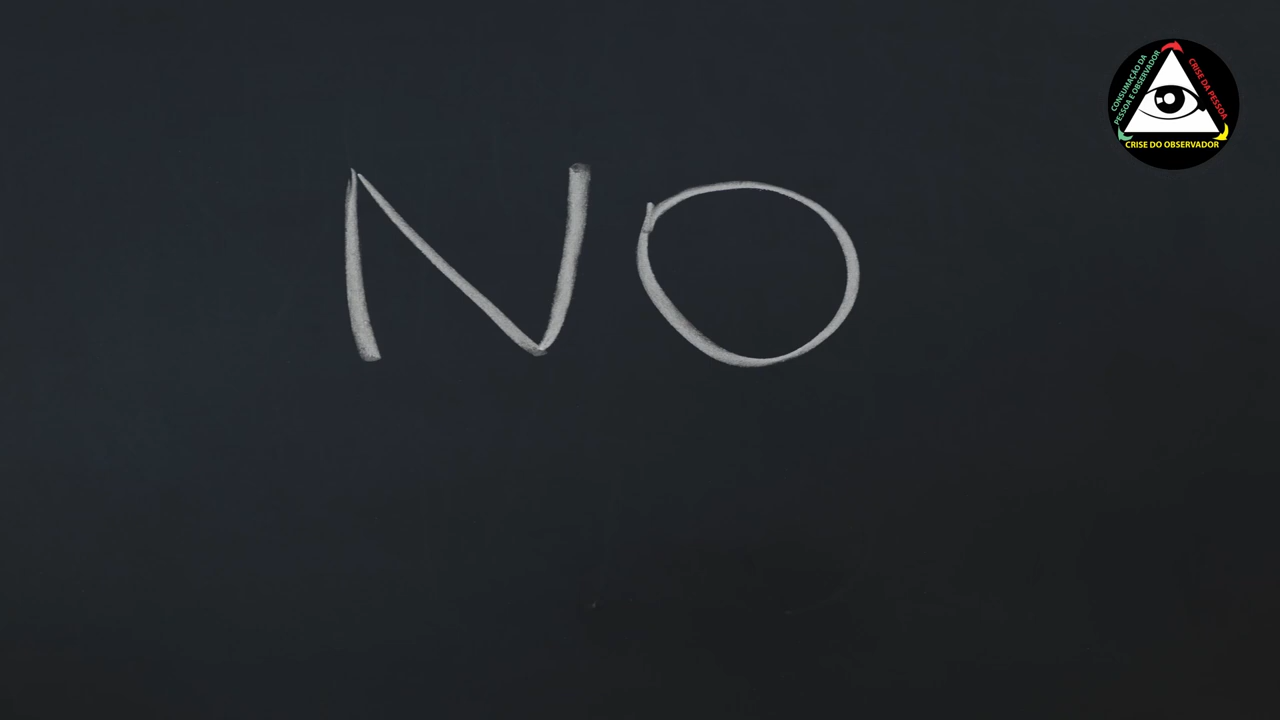 NO
CONSUMAÇÃO DA
PESSOA E OBSERVADOR
CRISE DA PESSOA
CRISE DO OBSERVADOR